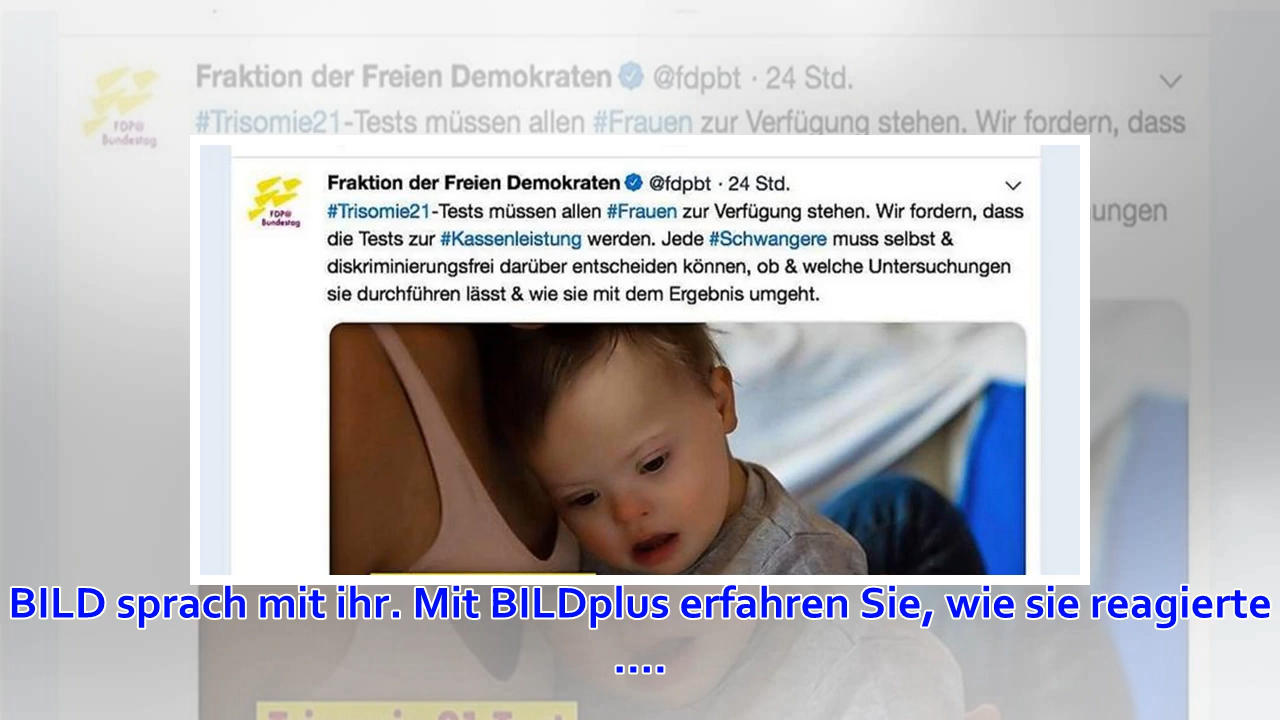 Fraktion der Freien Demokraten @fdpbt · 24 Std.
#Trisomie21-Tests müssen allen #Frauen zur Verfügung stehen. Wir fordern, dass
ungen
FDP
Bundestag
Fraktion der Freien Demokraten @fdpbt · 24 Std.
#Trisomie21-Tests müssen allen #Frauen zur Verfügung stehen. Wir fordern, dass
die Tests zur #Kassenleistung werden. Jede #Schwangere muss selbst &
diskriminierungsfrei darüber entscheiden können, ob & welche Untersuchungen
sie durchführen lässt & wie sie mit dem Ergebnis umgeht.
FDP
Bundestag
BILD sprach mit ihr. Mit BILDplus erfahren Sie, wie sie reagierte
....